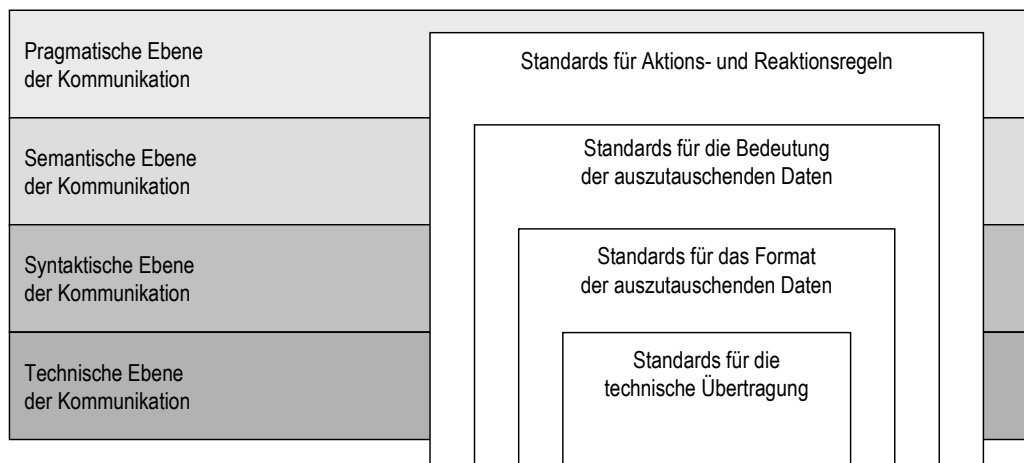 Pragmatische Ebene
der Kommunikation
Standards für Aktions- und Reaktionsregeln
Semantische Ebene
der Kommunikation
Standards für die Bedeutung
der auszutauschenden Daten
Syntaktische Ebene
der Kommunikation
Standards für das Format
der auszutauschenden Daten
Technische Ebene
der Kommunikation
Standards für die
technische Übertragung